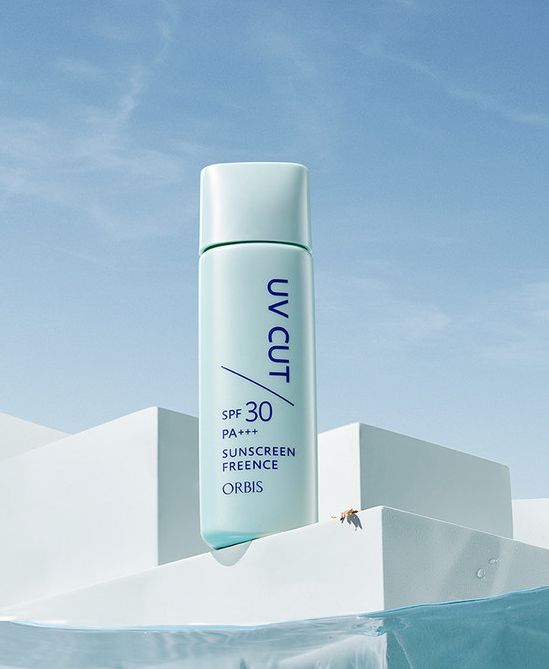 UV CUT
SPF 30
PA+++
SUNSCREEN
FREENCE
ORBIS